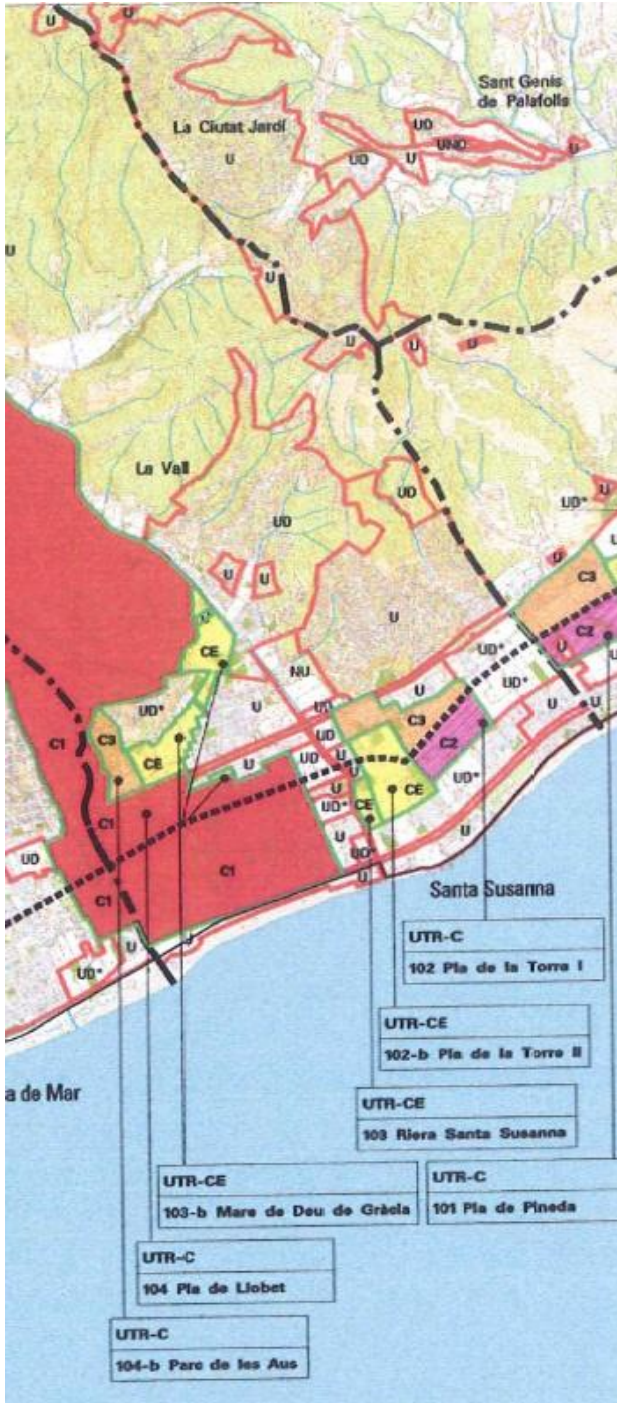 U
U
Sant Genís
de Palafolls
La Ciutat Jardí
UD
UNO
U
U
UD
U
U
U
U
U
U
La Vall
UD
UD
U
UD*
U
U
U
C3
CE
NU
UD*
U
C2
UD*
U
UD
UD*
U
U
C3
UD*
C3
C2
U
C1
CE
U
UD
U
UD*
U
CE
CE
UD*
C1
U
U
UD
C1
UD*
C1
U
Santa Susanna
U
U
UD*
UTR-C
102 Pla de la Torre I
UTR-CE
102-b Pla de la Torre II
a de Mar
UTR-CE
103 Riera Santa Susanna
UTR-CE
103-b Mare de Deu de Gràcia
UTR-C
101 Pla de Pineda
UTR-C
104 Pla de Llobet
UTR-C
104-b Parc de les Aus